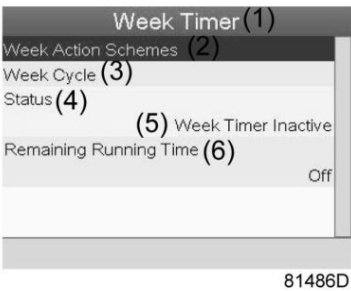 Week Timer(1)
Week Action Schemes (2)
Week Cycle (3)
Status (4)
(5) Week Timer Inactive
Remaining Running Time (6)
Off
81486D